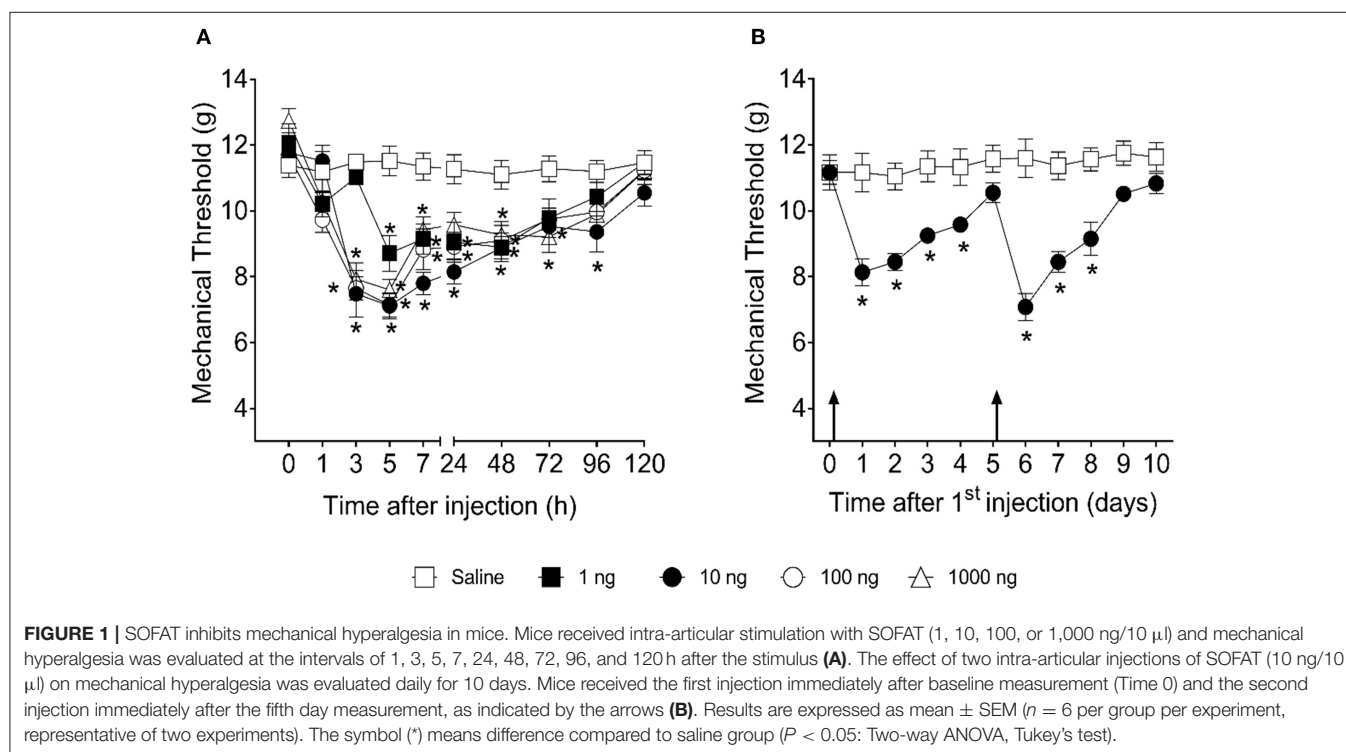 A
Mechanical Threshold (g)
14
12
10
8
6
4
0 1 3 5 7 24 48 72 96 120
Time after injection (h)
* * * * * * * * * * * * * * * * * * *
B
Mechanical Threshold (g)
14
12
10
8
6
4
0 1 2 3 4 5 6 7 8 9 10
Time after 1st injection (days)
* * * * * * *
Saline 1 ng 10 ng 100 ng 1000 ng
FIGURE 1 | SOFAT inhibits mechanical hyperalgesia in mice. Mice received intra-articular stimulation with SOFAT (1, 10, 100, or 1,000 ng/10 μl) and mechanical
hyperalgesia was evaluated at the intervals of 1, 3, 5, 7, 24, 48, 72, 96, and 120 h after the stimulus (A). The effect of two intra-articular injections of SOFAT (10 ng/10
μl) on mechanical hyperalgesia was evaluated daily for 10 days. Mice received the first injection immediately after baseline measurement (Time 0) and the second
injection immediately after the fifth day measurement, as indicated by the arrows (B). Results are expressed as mean ± SEM (n = 6 per group per experiment,
representative of two experiments). The symbol (*) means difference compared to saline group (P < 0.05: Two-way ANOVA, Tukey's test).